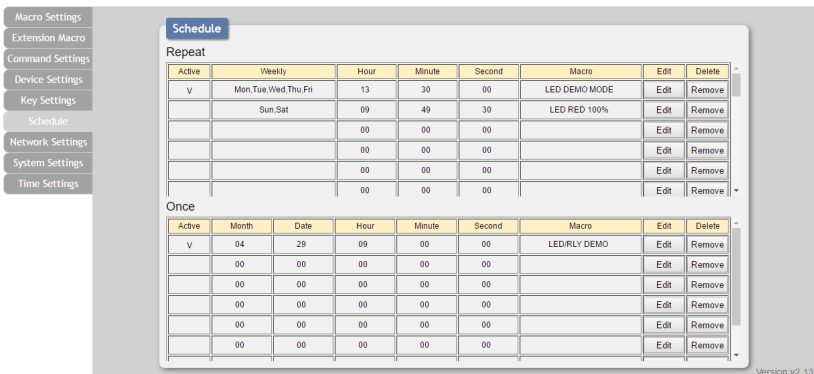 Macro Settings
Extension Macro
Command Settings
Device Settings
Key Settings
Schedule
Network Settings
System Settings
Time Settings
Schedule
Repeat
Active Weekly Hour Minute Second Macro Edit Delete
V Mon,Tue,Wed,Thu,Fri 13 30 00 LED DEMO MODE Edit Remove
Sun,Sat 09 49 30 LED RED 100% Edit Remove
00 00 00 Edit Remove
00 00 00 Edit Remove
00 00 00 Edit Remove
00 00 00 Edit Remove
Once
Active Month Date Hour Minute Second Macro Edit Delete
V 04 29 09 00 00 LED/RLY DEMO Edit Remove
00 00 00 00 00 Edit Remove
00 00 00 00 00 Edit Remove
00 00 00 00 00 Edit Remove
00 00 00 00 00 Edit Remove
00 00 00 00 00 Edit Remove
Version:v2.13